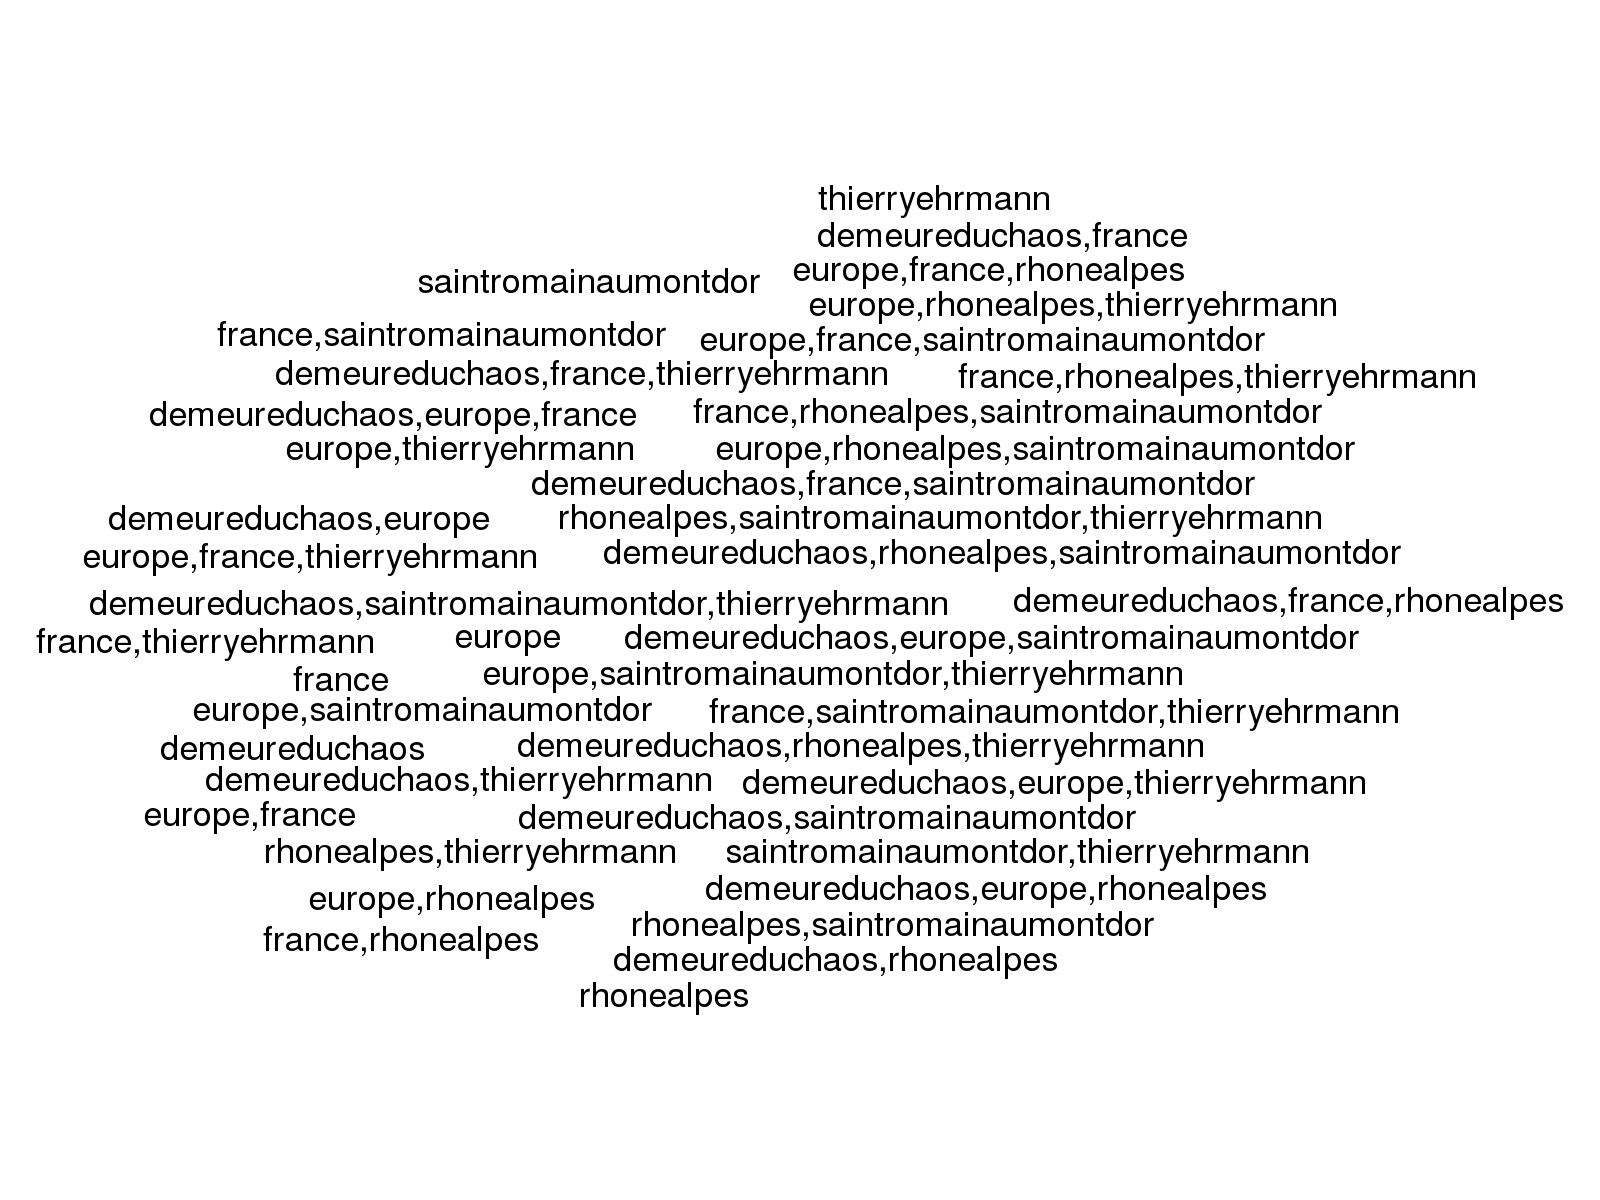 thierryehrmann
demeureduchaos,france
europe,france,rhonealpes
saintromainaumontdor
europe,rhonealpes,thierryehrmann
france,saintromainaumontdor
europe,france,saintromainaumontdor
demeureduchaos,france,thierryehrmann
france,rhonealpes,thierryehrmann
demeureduchaos,europe,france
france,rhonealpes,saintromainaumontdor
europe,thierryehrmann
europe,rhonealpes,saintromainaumontdor
demeureduchaos,france,saintromainaumontdor
demeureduchaos,europe
rhonealpes,saintromainaumontdor,thierryehrmann
europe,france,thierryehrmann
demeureduchaos,rhonealpes,saintromainaumontdor
demeureduchaos,saintromainaumontdor,thierryehrmann
demeureduchaos,france,rhonealpes
france,thierryehrmann
europe
demeureduchaos,europe,saintromainaumontdor
france
europe,saintromainaumontdor,thierryehrmann
europe,saintromainaumontdor
france,saintromainaumontdor,thierryehrmann
demeureduchaos
demeureduchaos,rhonealpes,thierryehrmann
demeureduchaos,thierryehrmann
demeureduchaos,europe,thierryehrmann
europe,france
demeureduchaos,saintromainaumontdor
rhonealpes,thierryehrmann
saintromainaumontdor,thierryehrmann
europe,rhonealpes
demeureduchaos,europe,rhonealpes
france,rhonealpes
rhonealpes,saintromainaumontdor
demeureduchaos,rhonealpes
rhonealpes